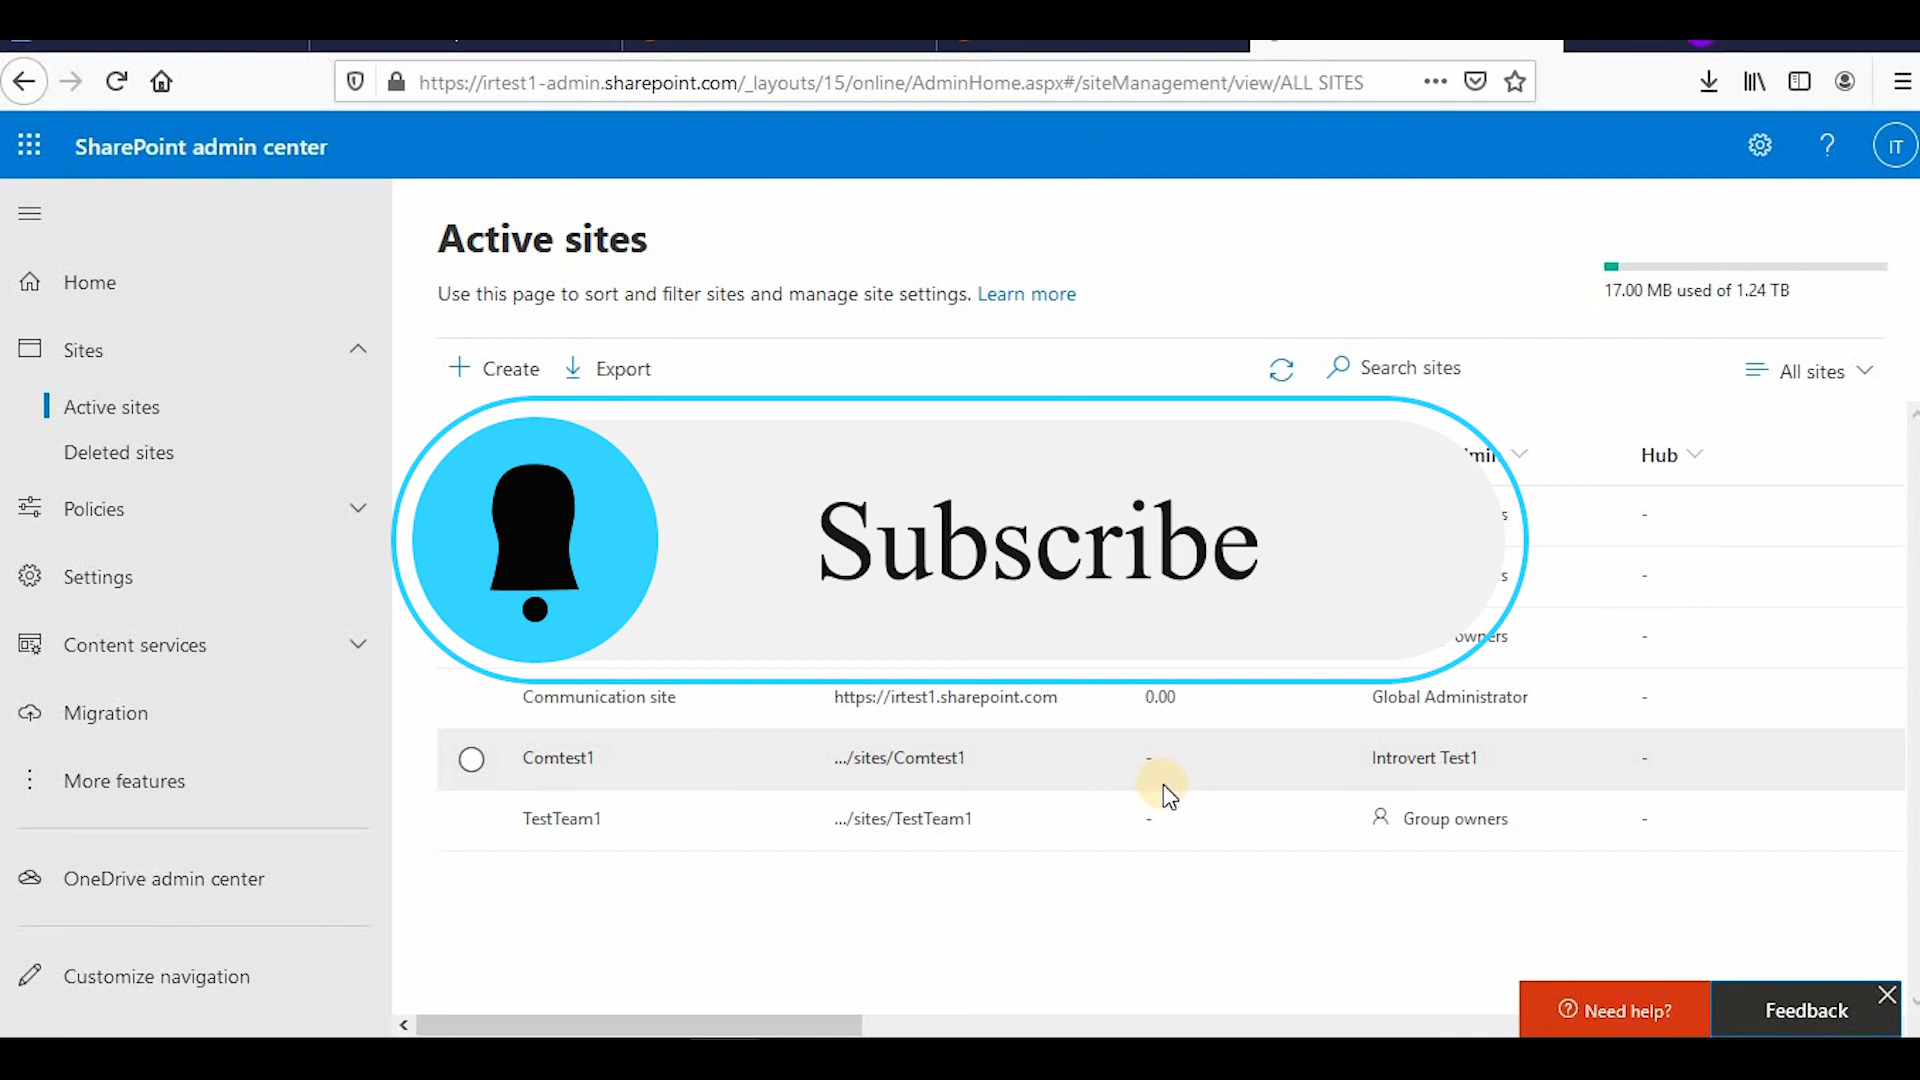 https://irtest1-admin.sharepoint.com/_layouts/15/online/AdminHome.aspx#/siteManagement/view/ALL SITES
SharePoint admin center
?
IT
Home
Sites
Active sites
Deleted sites
Policies
Settings
Content services
Migration
More features
OneDrive admin center
Customize navigation
Active sites
Use this page to sort and filter sites and manage site settings. Learn more
17.00 MB used of 1.24 TB
Create
Export
Search sites
All sites
Hub
-
-
owners -
Subscribe
Communication site https://irtest1.sharepoint.com 0.00 Global Administrator -
Comtest1 .../sites/Comtest1 - Introvert Test1 -
TestTeam1 .../sites/TestTeam1 - Group owners -
Need help?
Feedback